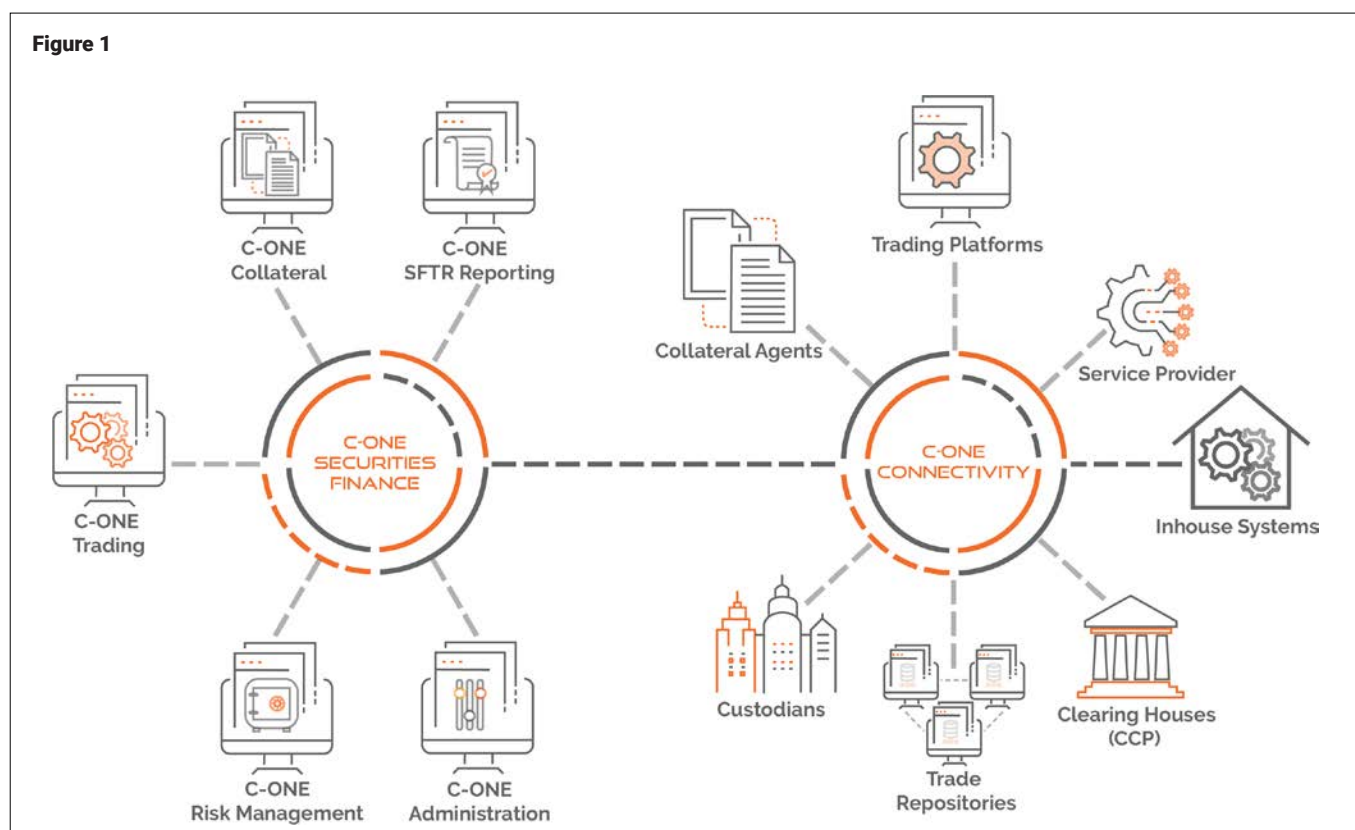 Figure 1
C-ONE
Collateral
C-ONE
SFTR Reporting
Trading Platforms
Collateral Agents
Service Provider
C-ONE
SECURITIES
FINANCE
C-ONE
CONNECTIVITY
C-ONE
Trading
Inhouse Systems
Custodians
Clearing Houses
(CCP)
Trade
Repositories
C-ONE
Risk Management
C-ONE
Administration